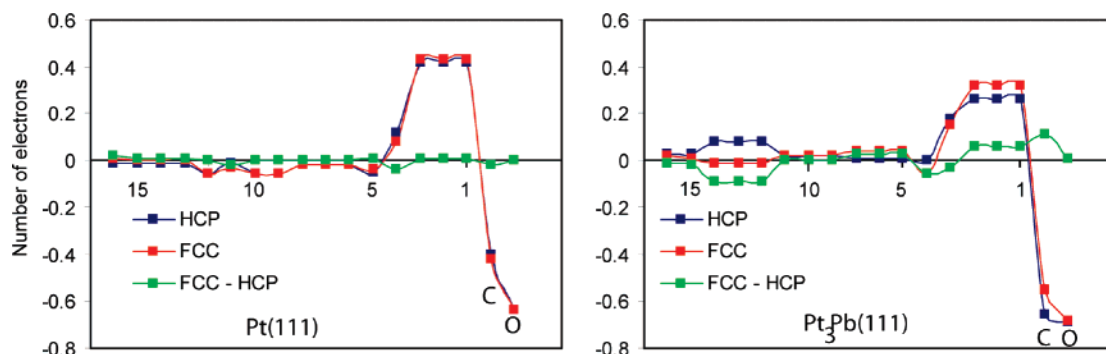 Number of electrons
0.6
0.4
0.2
0
-0.2
-0.4
-0.6
-0.8
15
10
5
1
HCP
FCC
FCC - HCP
Pt(111)
C
O
0.6
0.4
0.2
0
-0.2
-0.4
-0.6
-0.8
15
10
5
1
HCP
FCC
FCC - HCP
Pt3Pb(111)
C O